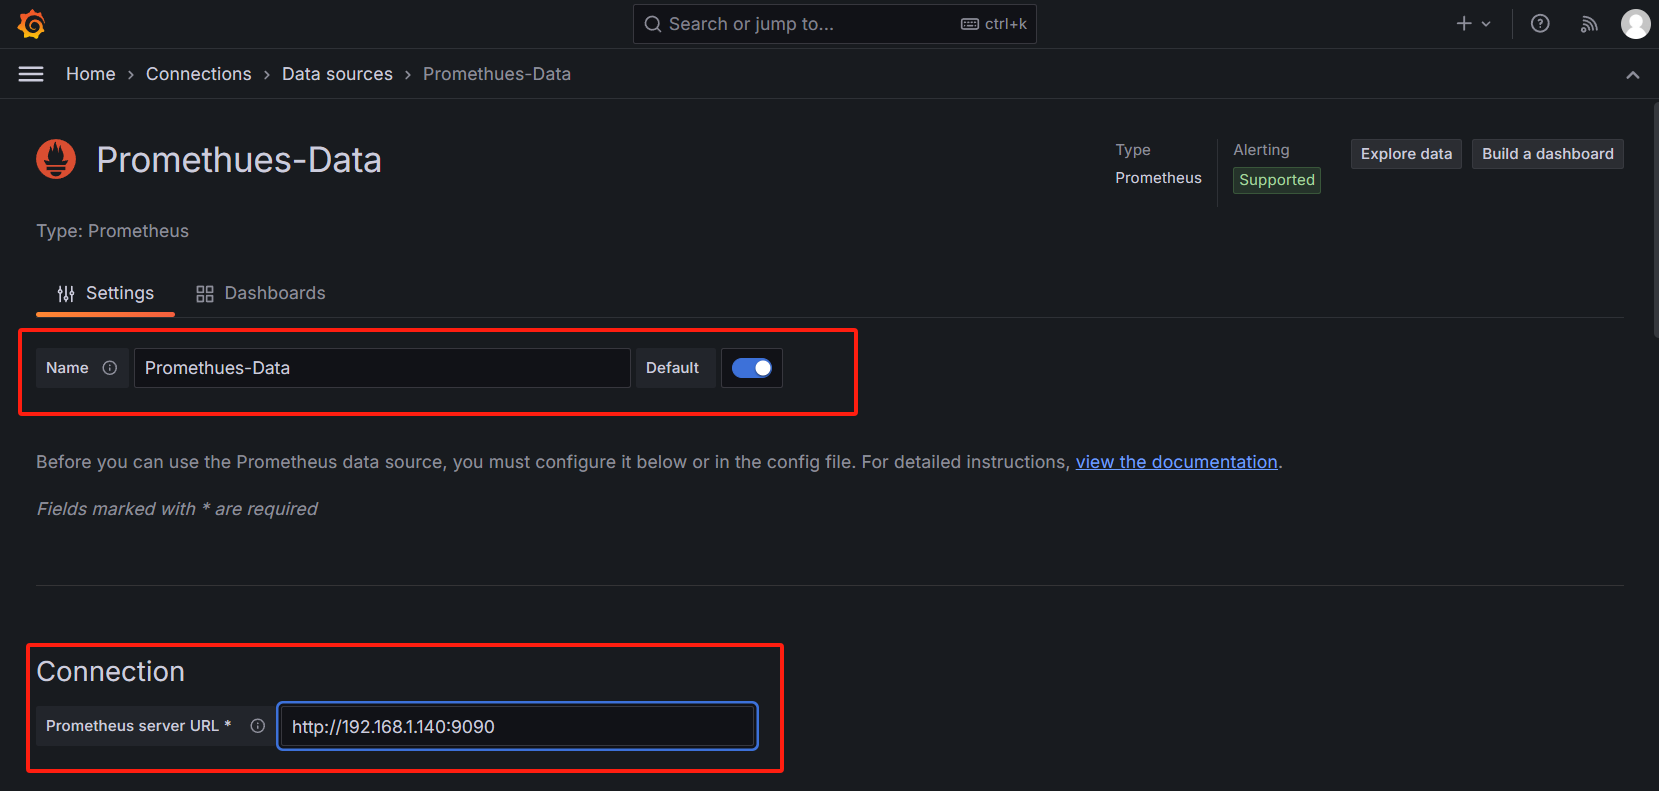 Search or jump to... ctrl+k
Home › Connections › Data sources › Promethues-Data
Promethues-Data
Type
Prometheus
Alerting
Supported
Explore data
Build a dashboard
Type: Prometheus
Settings
Dashboards
Name Promethues-Data Default
Before you can use the Prometheus data source, you must configure it below or in the config file. For detailed instructions, view the documentation.
Fields marked with * are required
Connection
Prometheus server URL * http://192.168.1.140:9090